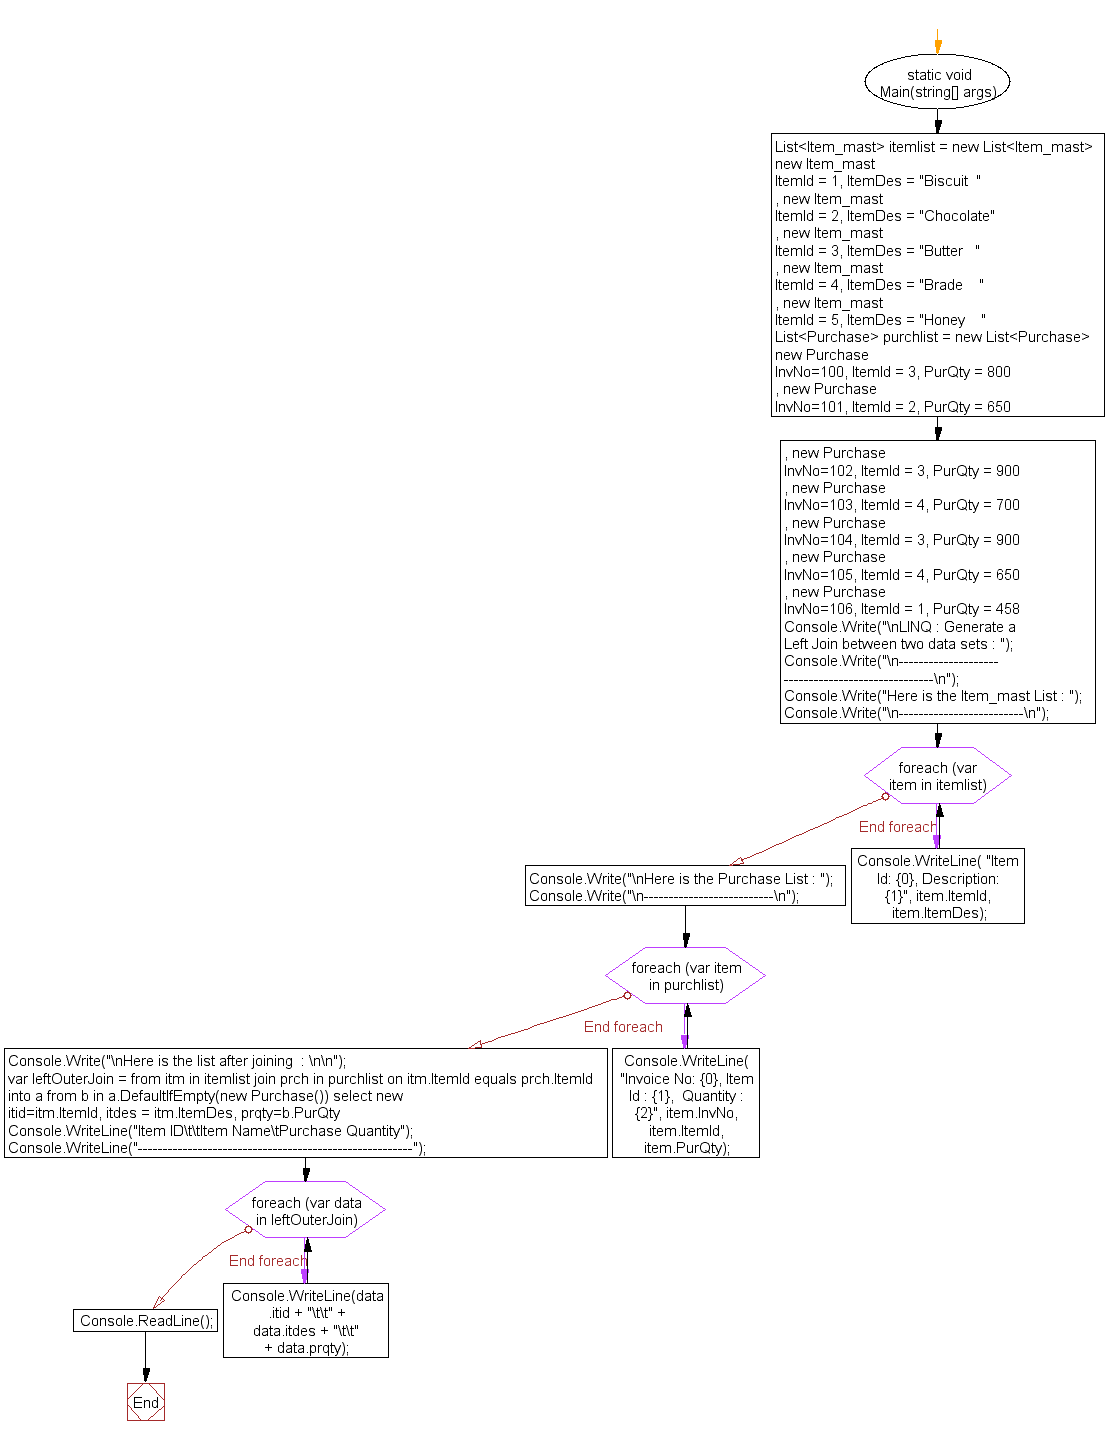 static void
Main(string[] args)
List<Item_mast> itemlist = new List<Item_mast>
new Item_mast
ItemId = 1, ItemDes = "Biscuit  "
, new Item_mast
ItemId = 2, ItemDes = "Chocolate"
, new Item_mast
ItemId = 3, ItemDes = "Butter   "
, new Item_mast
ItemId = 4, ItemDes = "Brade    "
, new Item_mast
ItemId = 5, ItemDes = "Honey    "
List<Purchase> purchlist = new List<Purchase>
new Purchase
InvNo=100, ItemId = 3, PurQty = 800
, new Purchase
InvNo=101, ItemId = 2, PurQty = 650
, new Purchase
InvNo=102, ItemId = 3, PurQty = 900
, new Purchase
InvNo=103, ItemId = 4, PurQty = 700
, new Purchase
InvNo=104, ItemId = 3, PurQty = 900
, new Purchase
InvNo=105, ItemId = 4, PurQty = 650
, new Purchase
InvNo=106, ItemId = 1, PurQty = 458
Console.Write("\nLINQ : Generate a
Left Join between two data sets : ");
Console.Write("\n--------------------
------------------------------\n");
Console.Write("Here is the Item_mast List : ");
Console.Write("\n-------------------------\n");
foreach (var
item in itemlist)
End foreach
Console.WriteLine( "Item
Id: {0}, Description:
{1}", item.ItemId,
item.ItemDes);
Console.Write("\nHere is the Purchase List : ");
Console.Write("\n--------------------------\n");
foreach (var item
in purchlist)
End foreach
Console.WriteLine(
"Invoice No: {0}, Item
Id : {1},  Quantity :
{2}", item.InvNo,
item.ItemId,
item.PurQty);
Console.Write("\nHere is the list after joining  : \n\n");
var leftOuterJoin = from itm in itemlist join prch in purchlist on itm.ItemId equals prch.ItemId
into a from b in a.DefaultIfEmpty(new Purchase()) select new
itid=itm.ItemId, itdes = itm.ItemDes, prqty=b.PurQty
Console.WriteLine("Item ID\t\tItem Name\tPurchase Quantity");
Console.WriteLine("-------------------------------------------------------");
foreach (var data
in leftOuterJoin)
End foreach
Console.WriteLine(data
.itid + "\t\t" +
data.itdes + "\t\t"
+ data.prqty);
Console.ReadLine();
End